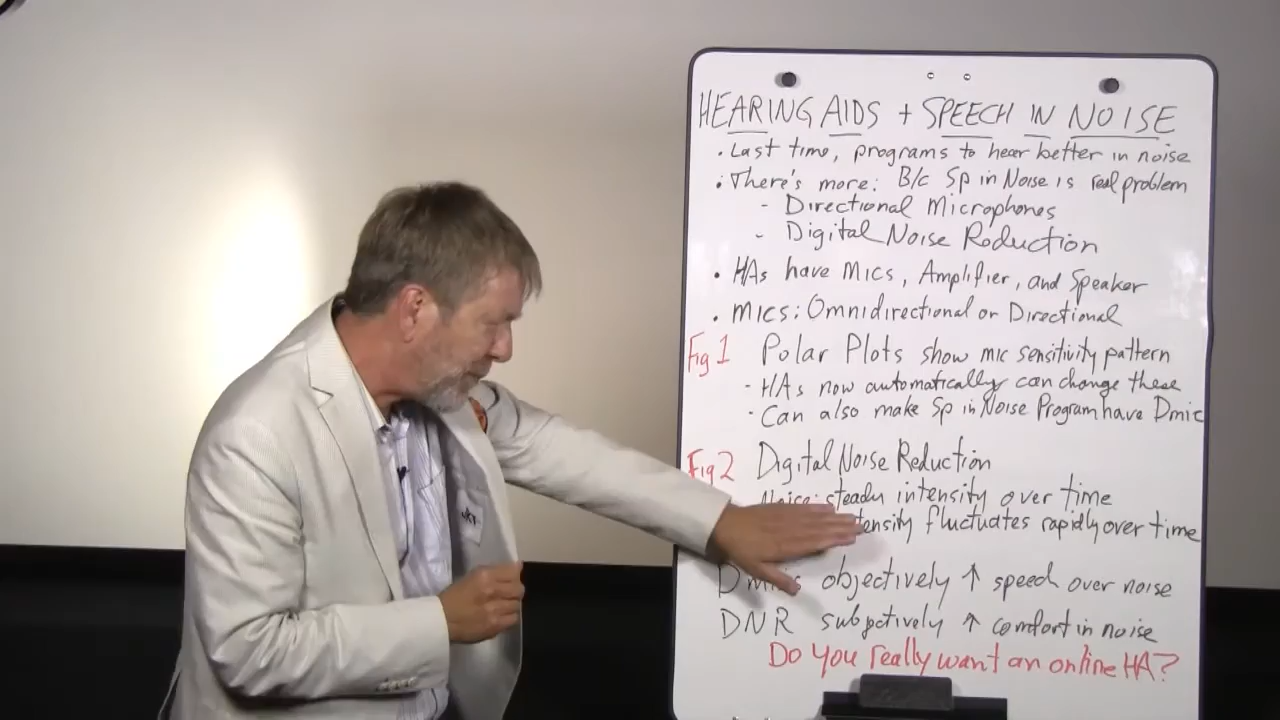 HEARING AIDS + SPEECH IN NOISE
· Last time, programs to hear better in noise
· There's more: B/c Sp in Noise is real problem
- Directional Microphones
- Digital Noise Reduction
· HAs have Mics, Amplifier, and Speaker
· MICS: Omnidirectional or Directional
Fig 1 Polar Plots show mic sensitivity pattern
- HAs now automatically can change these
· Can also make Sp in Noise Program have Dmic
Fig 2 Digital Noise Reduction
Noise: steady intensity over time
fluctuates rapidly over time
Dmics objectively ↑ speech over noise
DNR subjectively ↑ comfort in noise
Do you really want an online HA?